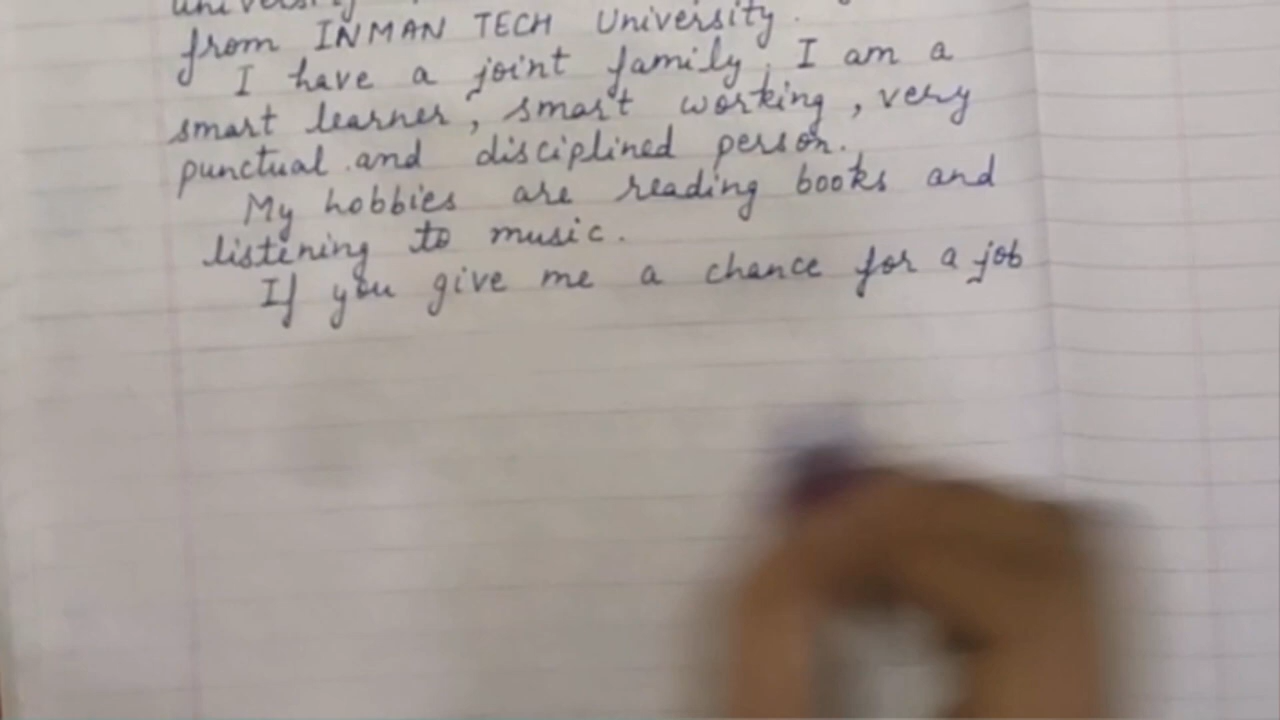 university
from INMAN TECH University.
I have a joint family. I am a
smart learner, smart working, very
punctual and disciplined person.
My hobbies are reading books and
listening to music.
If you give me a chance for a job